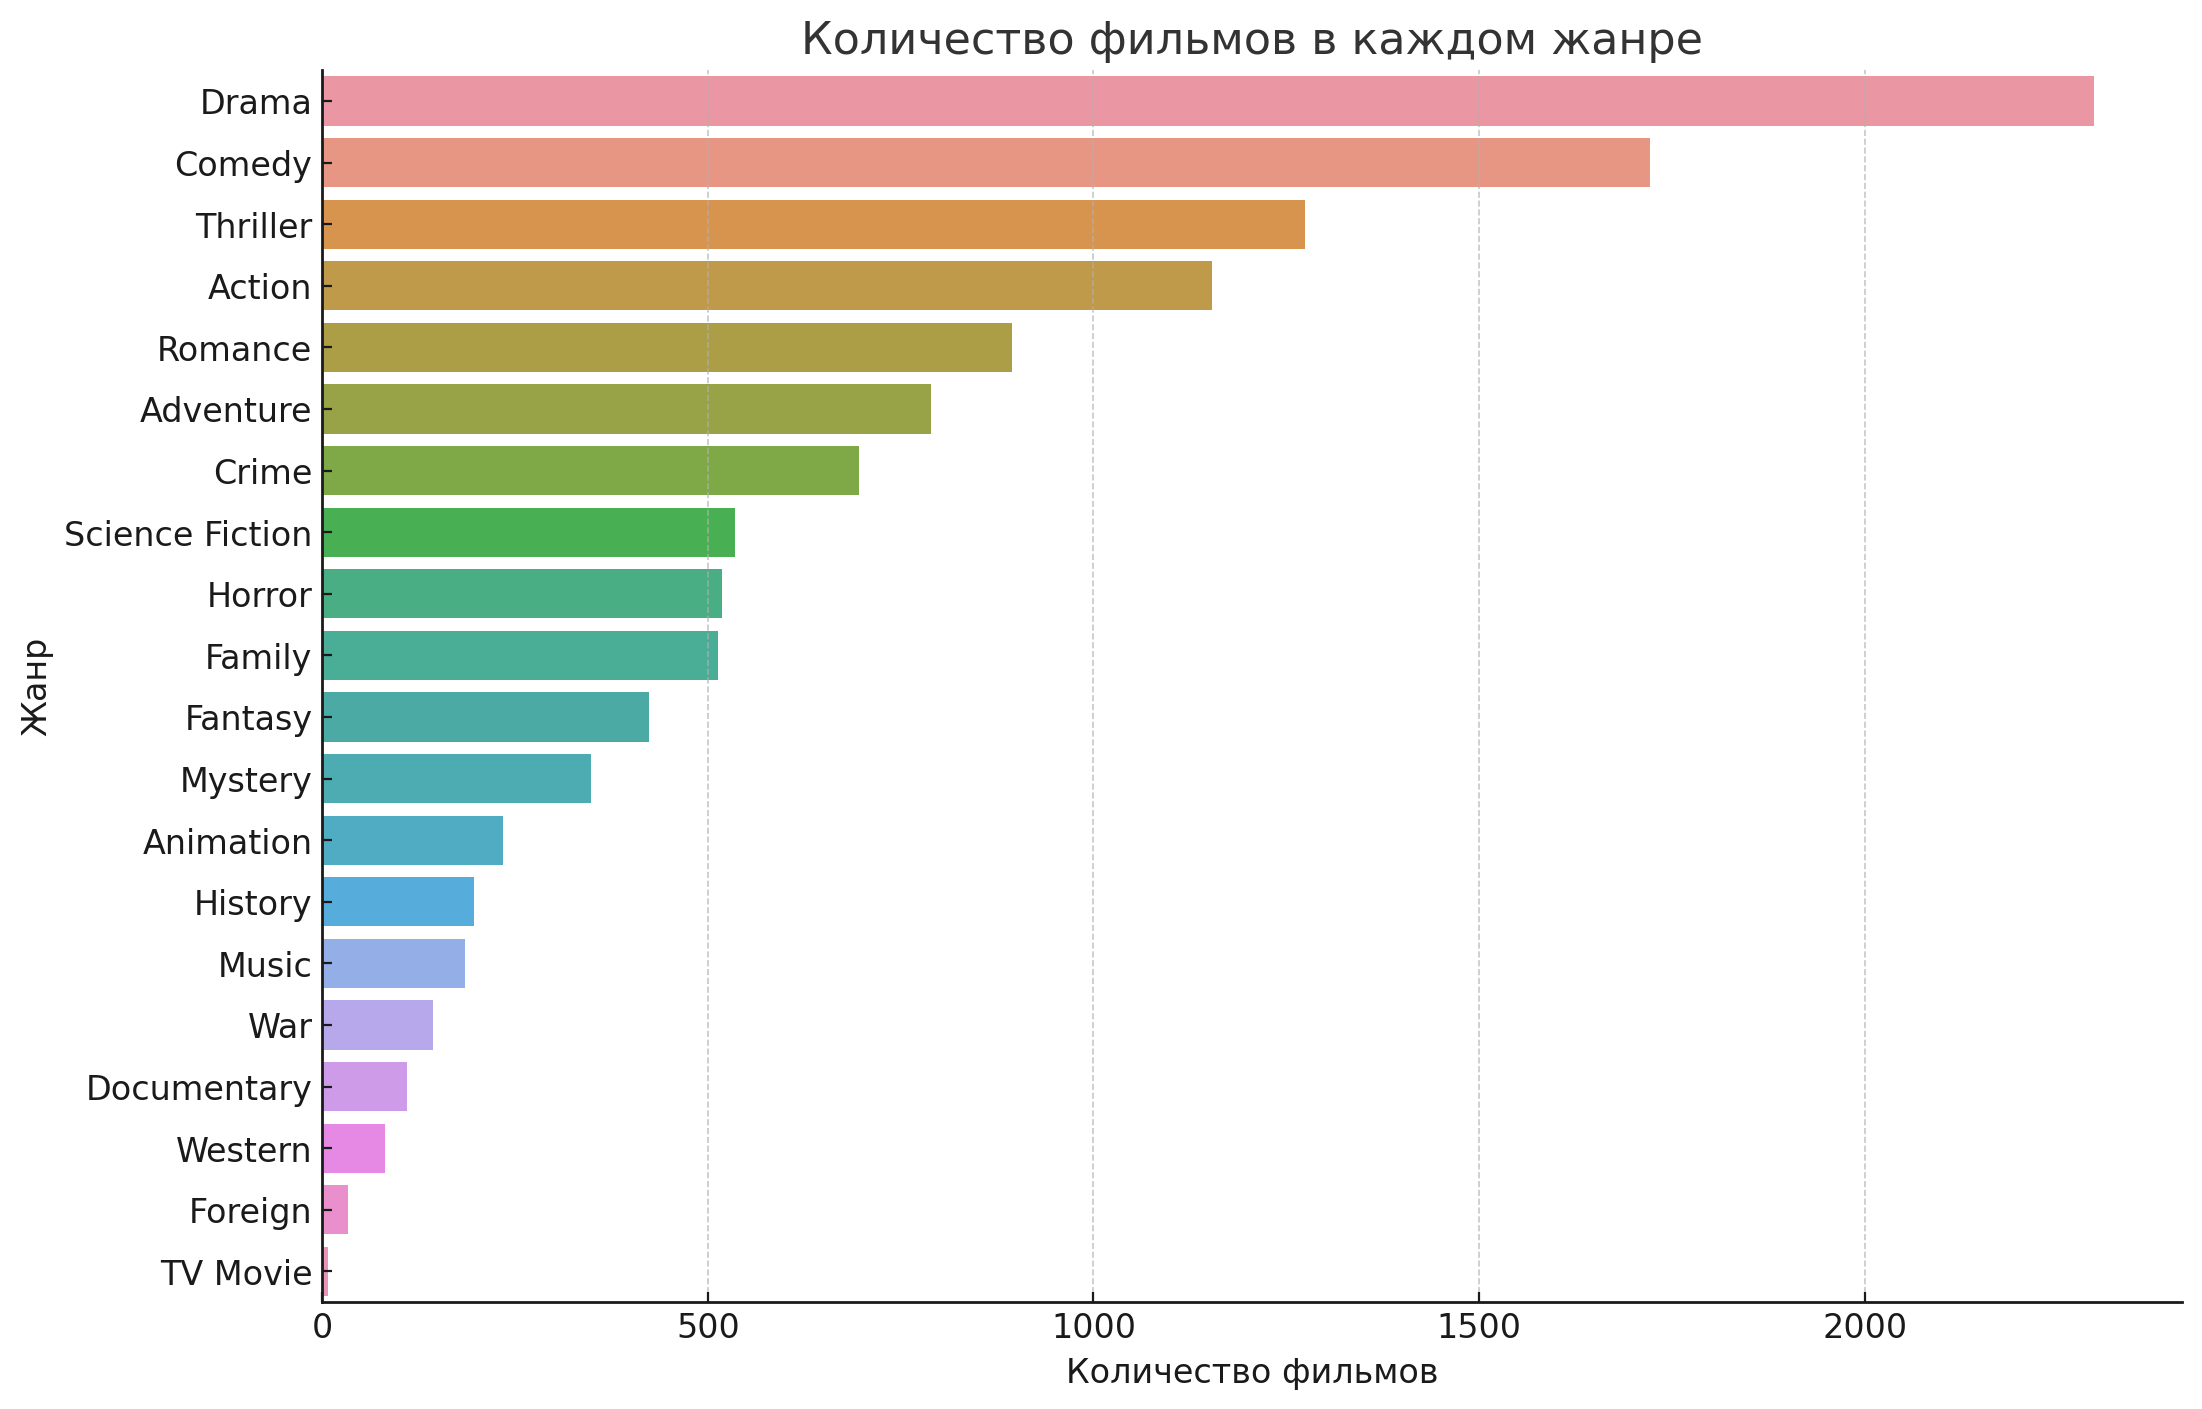 Количество фильмов в каждом жанре
Drama
Comedy
Thriller
Action
Romance
Adventure
Crime
Science Fiction
Horror
Family
Fantasy
Mystery
Animation
History
Music
War
Documentary
Western
Foreign
TV Movie
Жанр
0 500 1000 1500 2000
Количество фильмов